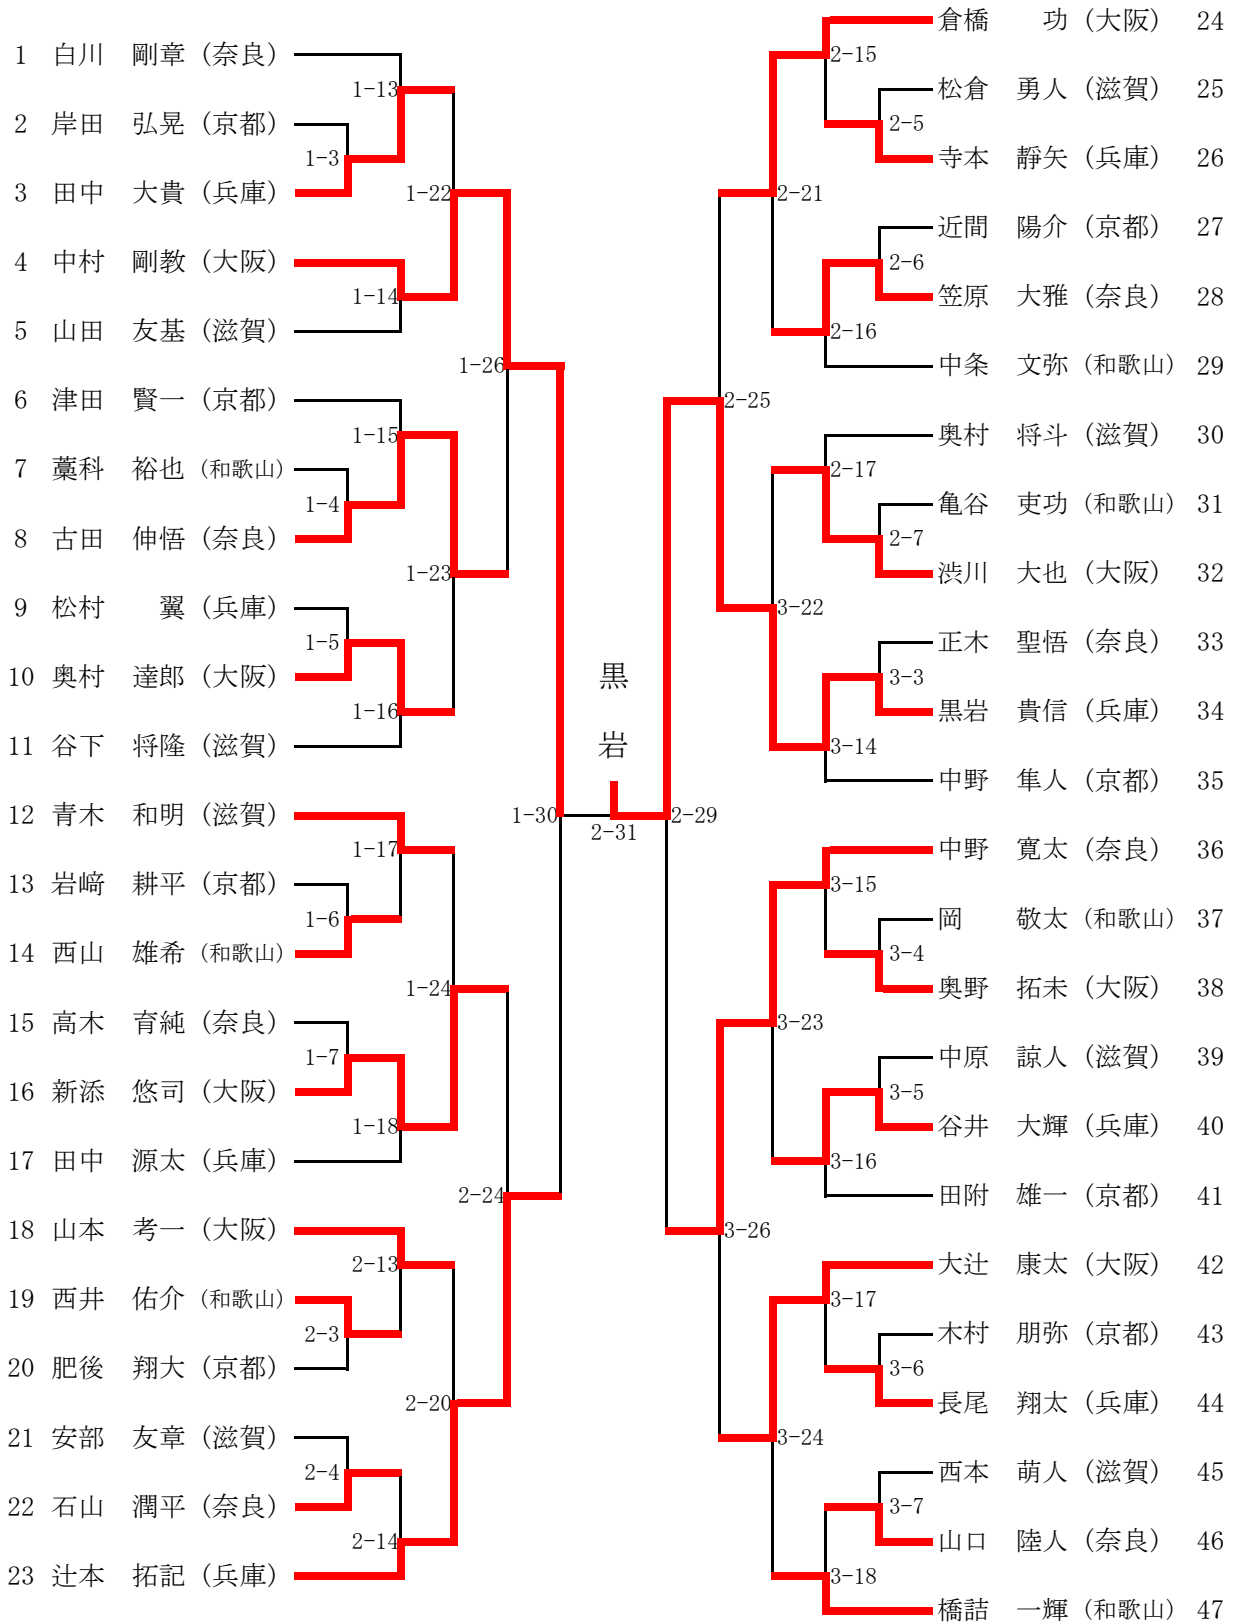 1 白川 剛章（奈良）
1-13
2 岸田 弘晃（京都）
1-3
3 田中 大貴（兵庫）
1-22
4 中村 剛教（大阪）
1-14
5 山田 友基（滋賀）
1-26
6 津田 賢一（京都）
1-15
7 藁科 裕也（和歌山）
1-4
8 古田 伸悟（奈良）
1-23
9 松村 翼（兵庫）
1-5
10 奥村 達郎（大阪）
1-16
11 谷下 将隆（滋賀）
12 青木 和明（滋賀）
1-30
1-17
13 岩﨑 耕平（京都）
1-6
14 西山 雄希（和歌山）
1-24
15 高木 育純（奈良）
1-7
16 新添 悠司（大阪）
1-18
17 田中 源太（兵庫）
2-24
18 山本 考一（大阪）
2-13
19 西井 佑介（和歌山）
2-3
20 肥後 翔大（京都）
2-20
21 安部 友章（滋賀）
2-4
22 石山 潤平（奈良）
2-14
23 辻本 拓記（兵庫）
黒
岩
2-31
倉橋 功（大阪） 24
2-15
松倉 勇人（滋賀） 25
2-5
寺本 靜矢（兵庫） 26
2-21
近間 陽介（京都） 27
2-6
笠原 大雅（奈良） 28
2-16
中条 文弥（和歌山） 29
2-25
奥村 将斗（滋賀） 30
2-17
亀谷 吏功（和歌山） 31
2-7
渋川 大也（大阪） 32
3-22
正木 聖悟（奈良） 33
3-3
黒岩 貴信（兵庫） 34
3-14
中野 隼人（京都） 35
2-29
中野 寛太（奈良） 36
3-15
岡 敬太（和歌山） 37
3-4
奥野 拓未（大阪） 38
3-23
中原 諒人（滋賀） 39
3-5
谷井 大輝（兵庫） 40
3-16
田附 雄一（京都） 41
3-26
大辻 康太（大阪） 42
3-17
木村 朋弥（京都） 43
3-6
長尾 翔太（兵庫） 44
3-24
西本 萌人（滋賀） 45
3-7
山口 陸人（奈良） 46
3-18
橋詰 一輝（和歌山） 47